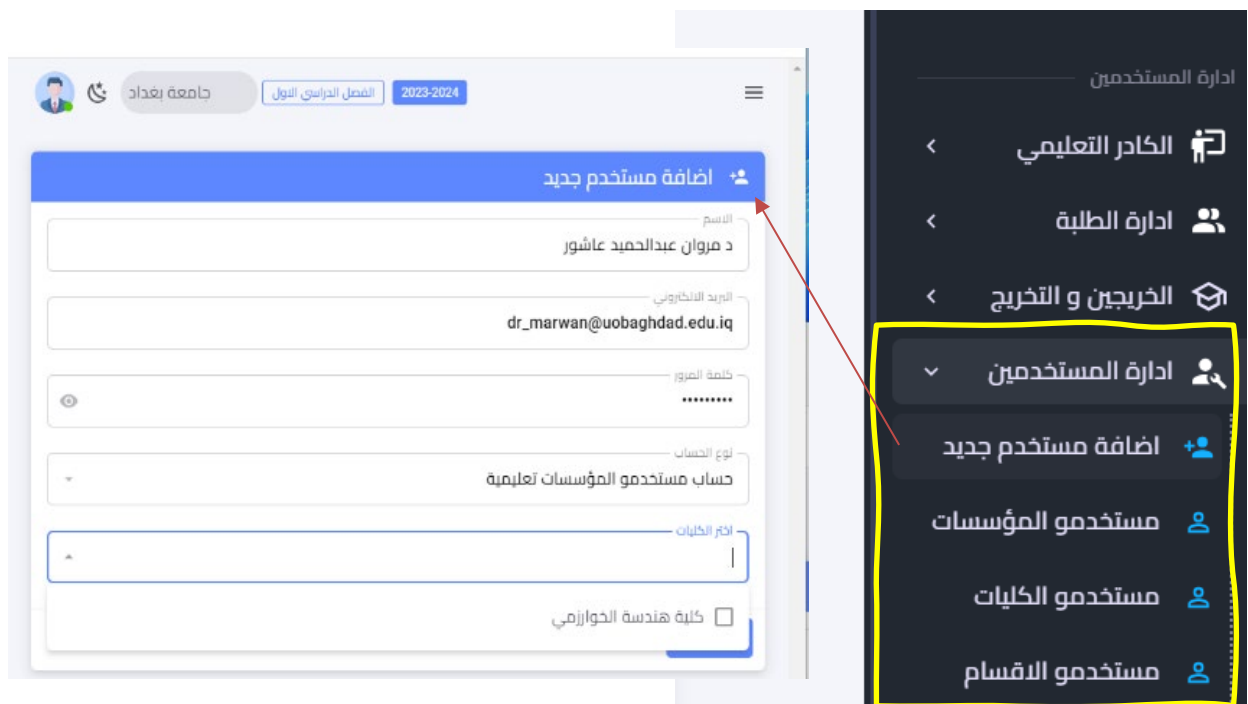 ادارة المستخدمين
الكادر التعليمي
ادارة الطلبة
الخريجين و التخريج
ادارة المستخدمين
اضافة مستخدم جديد
مستخدمو المؤسسات
مستخدمو الكليات
مستخدمو الاقسام
2023-2024 الفصل الدراسي الاول جامعة بغداد
اضافة مستخدم جديد
الاسم
د مروان عبدالحميد عاشور
البريد الالكتروني
dr_marwan@uobaghdad.edu.iq
كلمة المرور
•••••••••
نوع الحساب
حساب مستخدمو المؤسسات تعليمية
اختر الكليات
كلية هندسة الخوارزمي